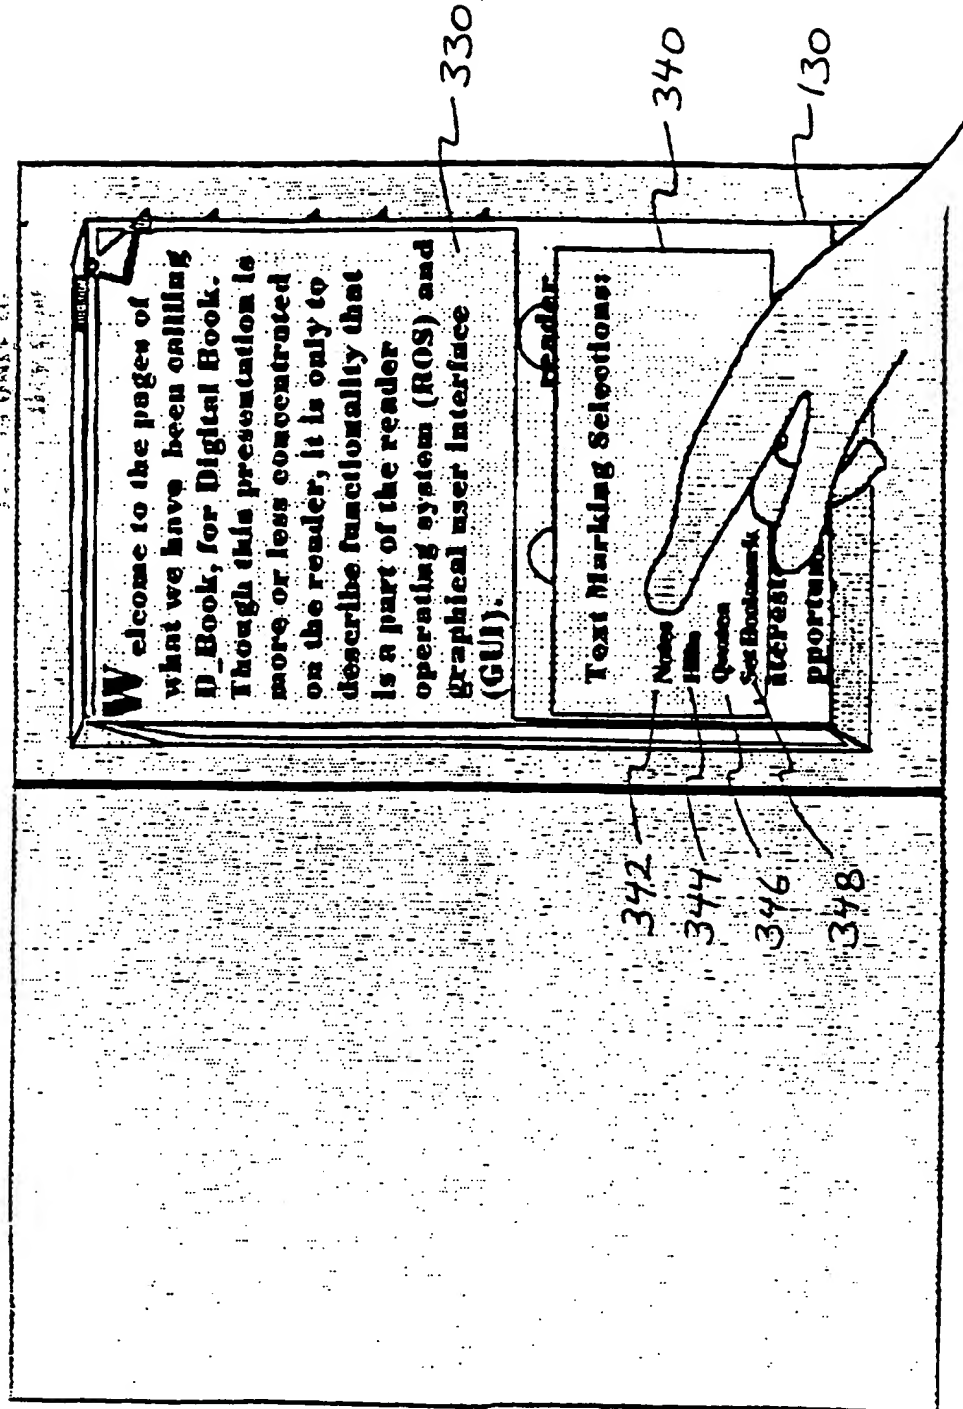 Welcome to the pages of
what we have been calling
D_Book, for Digital Book.
Though this presentation is
more or less concentrated
on the reader, it is only to
describe functionality that
is a part of the reader
operating system (ROS) and
graphical user interface
(GUI).
reader
Text Marking Selections:
Notes
Quotes
Set Bookmark
pportun
330
340
130
342
344
346
348